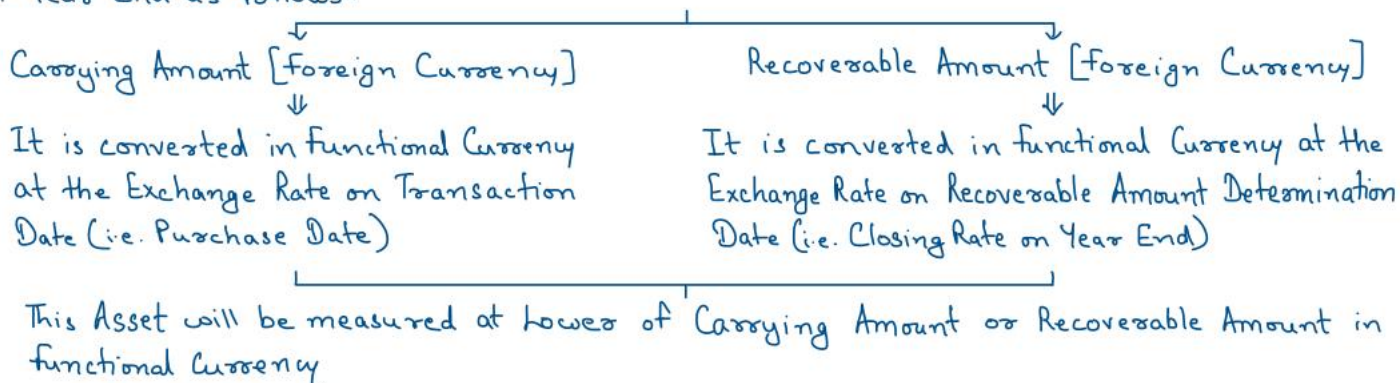 Carrying Amount [Foreign Currency]
Recoverable Amount [Foreign Currency]
It is converted in functional Currency
at the Exchange Rate on Transaction
Date (i.e. Purchase Date)
It is converted in functional Currency at the
Exchange Rate on Recoverable Amount Determination
Date (i.e. Closing Rate on Year End)
This Asset will be measured at Lower of Carrying Amount or Recoverable Amount in
functional Currency